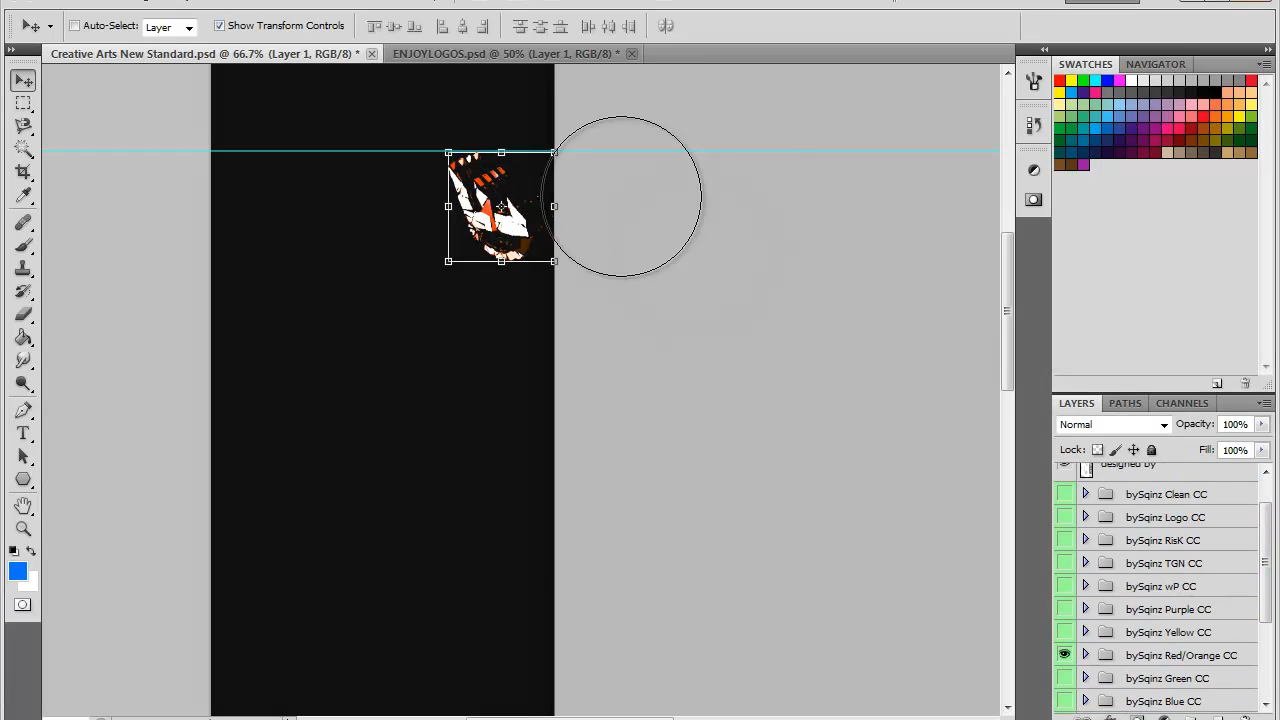 Auto-Select: Layer Show Transform Controls
Creative Arts New Standard.psd @ 66.7% (Layer 1, RGB/8) * ENJOYLOGOS.psd @ 50% (Layer 1, RGB/8) *
SWATCHES NAVIGATOR
LAYERS PATHS CHANNELS
Normal Opacity: 100%
Lock: Fill: 100%
designed by
bySqinz Clean CC
bySqinz Logo CC
bySqinz RisK CC
bySqinz TGN CC
bySqinz wP CC
bySqinz Purple CC
bySqinz Yellow CC
bySqinz Red/Orange CC
bySqinz Green CC
bySqinz Blue CC